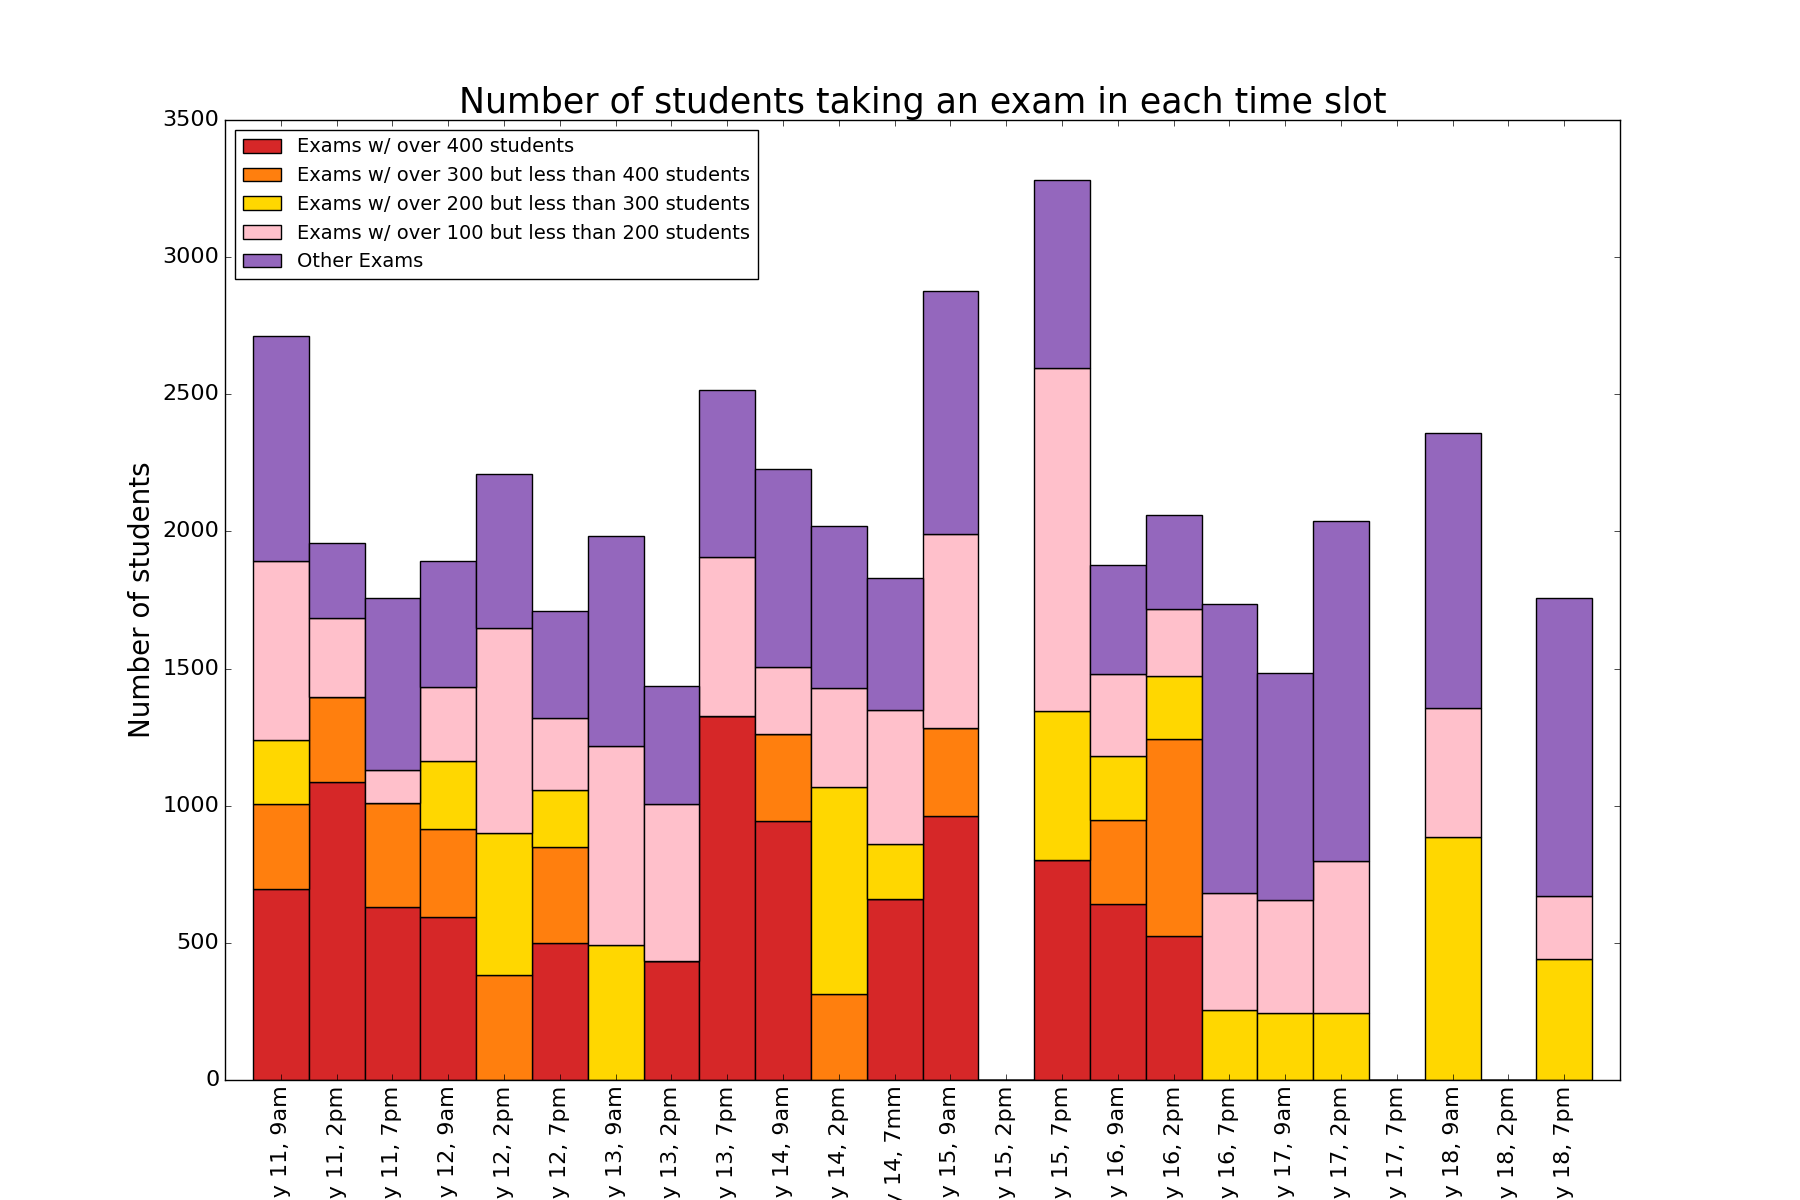 Number of students taking an exam in each time slot
3500
3000
2500
2000
1500
1000
500
0
Number of students
Exams w/ over 400 students
Exams w/ over 300 but less than 400 students
Exams w/ over 200 but less than 300 students
Exams w/ over 100 but less than 200 students
Other Exams
y 11, 9am
y 11, 2pm
y 11, 7pm
y 12, 9am
y 12, 2pm
y 12, 7pm
y 13, 9am
y 13, 2pm
y 13, 7pm
y 14, 9am
y 14, 2pm
y 14, 7mm
y 15, 9am
y 15, 2pm
y 15, 7pm
y 16, 9am
y 16, 2pm
y 16, 7pm
y 17, 9am
y 17, 2pm
y 17, 7pm
y 18, 9am
y 18, 2pm
y 18, 7pm